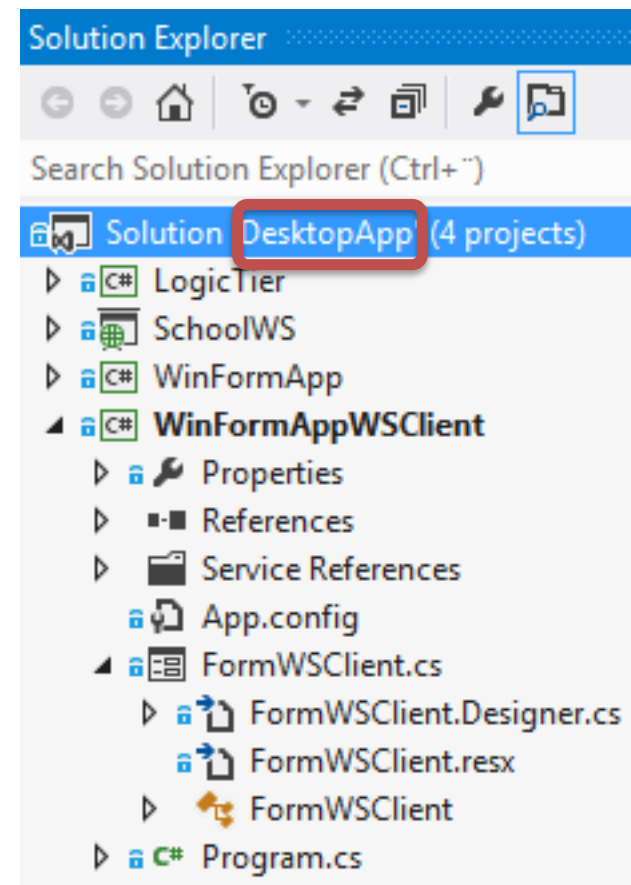 Solution Explorer
Search Solution Explorer (Ctrl+¨)
Solution 'DesktopApp' (4 projects)
C# LogicTier
SchoolWS
C# WinFormApp
C# WinFormAppWSClient
Properties
References
Service References
App.config
FormWSClient.cs
FormWSClient.Designer.cs
FormWSClient.resx
FormWSClient
C# Program.cs